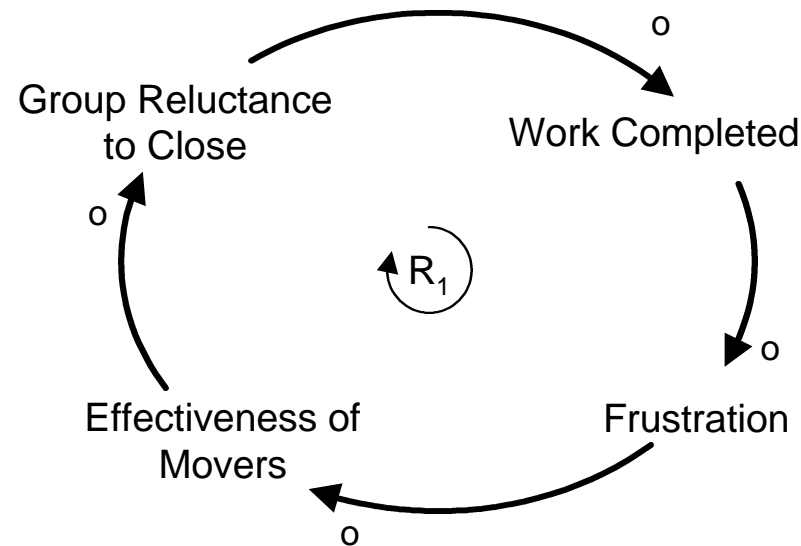 o
Group Reluctance
to Close
Work Completed
o
R₁
o
Effectiveness of
Movers
Frustration
o